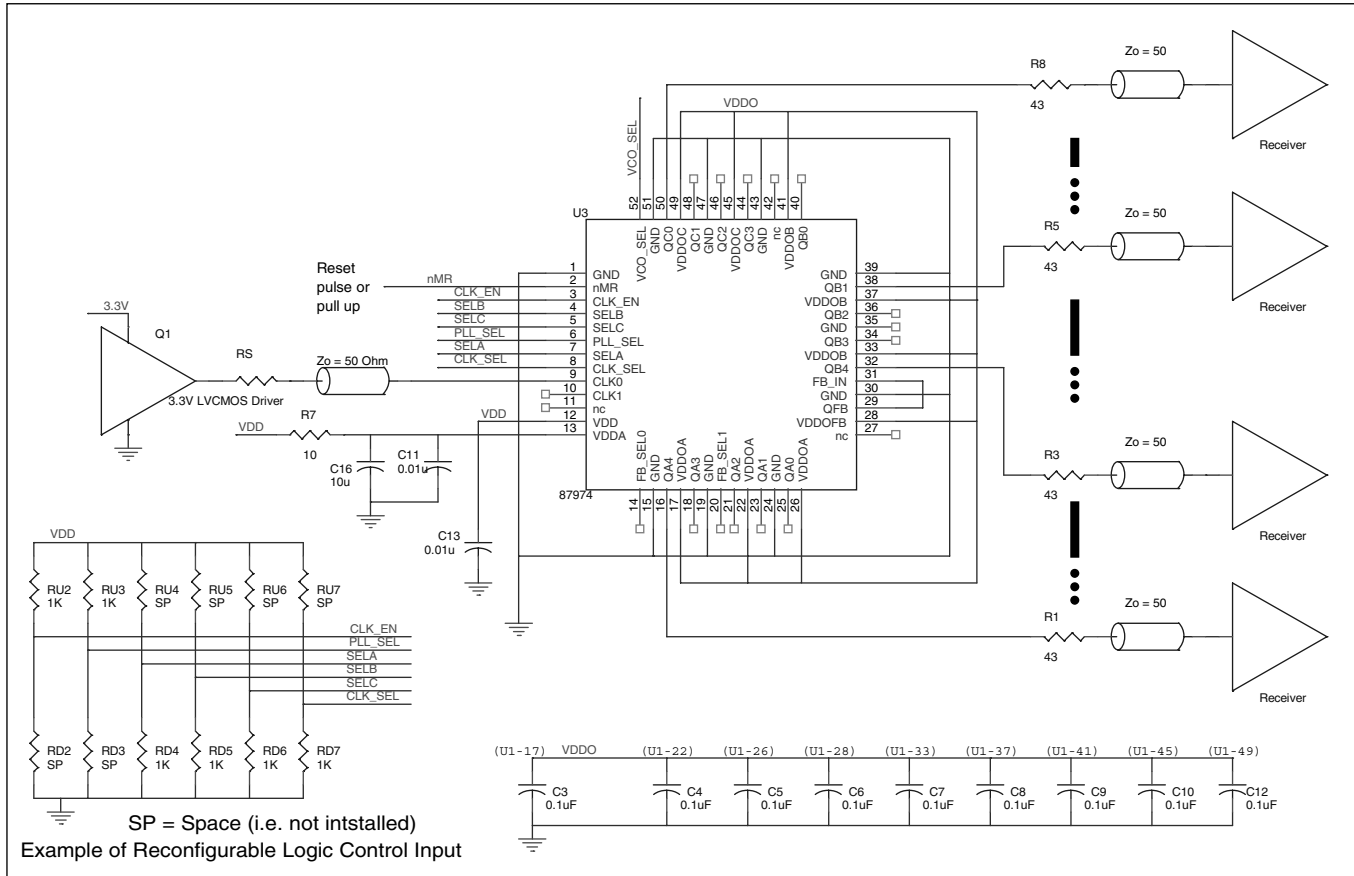 R8
43
Zo = 50
Receiver
VDDO
VCO_SEL
R5
43
Zo = 50
Receiver
U3
52
51
50
49
48
47
46
45
44
43
42
41
40
VCO_SEL
GND
QC0
VDDOC
QC1
GND
QC2
VDDOC
QC3
GND
nc
VDDOB
QB0
Reset
pulse or
pull up
nMR
CLK_EN
SELB
SELC
PLL_SEL
SELA
CLK_SEL
1
2
3
4
5
6
7
8
9
10
11
12
13
GND
nMR
CLK_EN
SELB
SELC
PLL_SEL
SELA
CLK_SEL
CLK0
CLK1
nc
VDD
VDDA
GND
QB1
VDDOB
QB2
GND
QB3
VDDOB
QB4
FB_IN
GND
QFB
VDDOFB
nc
39
38
37
36
35
34
33
32
31
30
29
28
27
3.3V
Q1
RS
Zo = 50 Ohm
3.3V LVCMOS Driver
VDD
R7
10
VDD
C16
10u
C11
0.01u
C13
0.01u
FB_SEL0
GND
QA4
VDDOA
QA3
GND
FB_SEL1
QA2
VDDOA
QA1
GND
QA0
VDDOA
87974
14
15
16
17
18
19
20
21
22
23
24
25
26
R3
43
Zo = 50
Receiver
R1
43
Zo = 50
Receiver
VDD
RU2
1K
RU3
1K
RU4
SP
RU5
SP
RU6
SP
RU7
SP
CLK_EN
PLL_SEL
SELA
SELB
SELC
CLK_SEL
RD2
SP
RD3
SP
RD4
1K
RD5
1K
RD6
1K
RD7
1K
SP = Space (i.e. not intstalled)
Example of Reconfigurable Logic Control Input
(U1-17) VDDO (U1-22) (U1-26) (U1-28) (U1-33) (U1-37) (U1-41) (U1-45) (U1-49)
C3
0.1uF
C4
0.1uF
C5
0.1uF
C6
0.1uF
C7
0.1uF
C8
0.1uF
C9
0.1uF
C10
0.1uF
C12
0.1uF